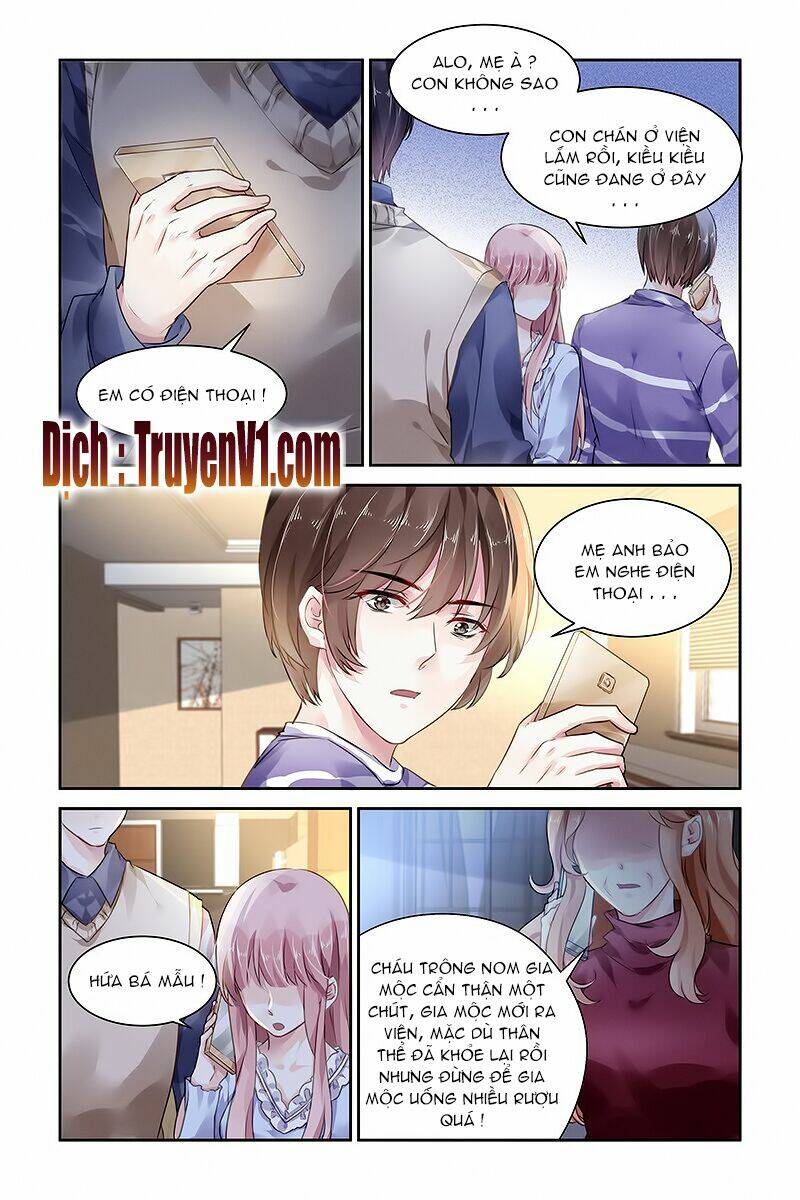 ALO, MẸ À ?
CON KHÔNG SAO
. . .
CON CHÁN Ở VIỆN
LẮM RỒI, KIỀU KIỀU
CŨNG ĐANG Ở ĐÂY
. . .
EM CÓ ĐIỆN THOẠI !
Dịch : TruyenV1.com
MẸ ANH BẢO
EM NGHE ĐIỆN
THOẠI . . .
HỨA BÁ MẪU !
CHÁU TRÔNG NOM GIA
MỘC CẨN THẬN MỘT
CHÚT, GIA MỘC MỚI RA
VIỆN, MẶC DÙ THÂN
THỂ ĐÃ KHỎE LẠI RỒI
NHƯNG ĐỪNG ĐỂ GIA
MỘC UỐNG NHIỀU RƯỢU
QUÁ !